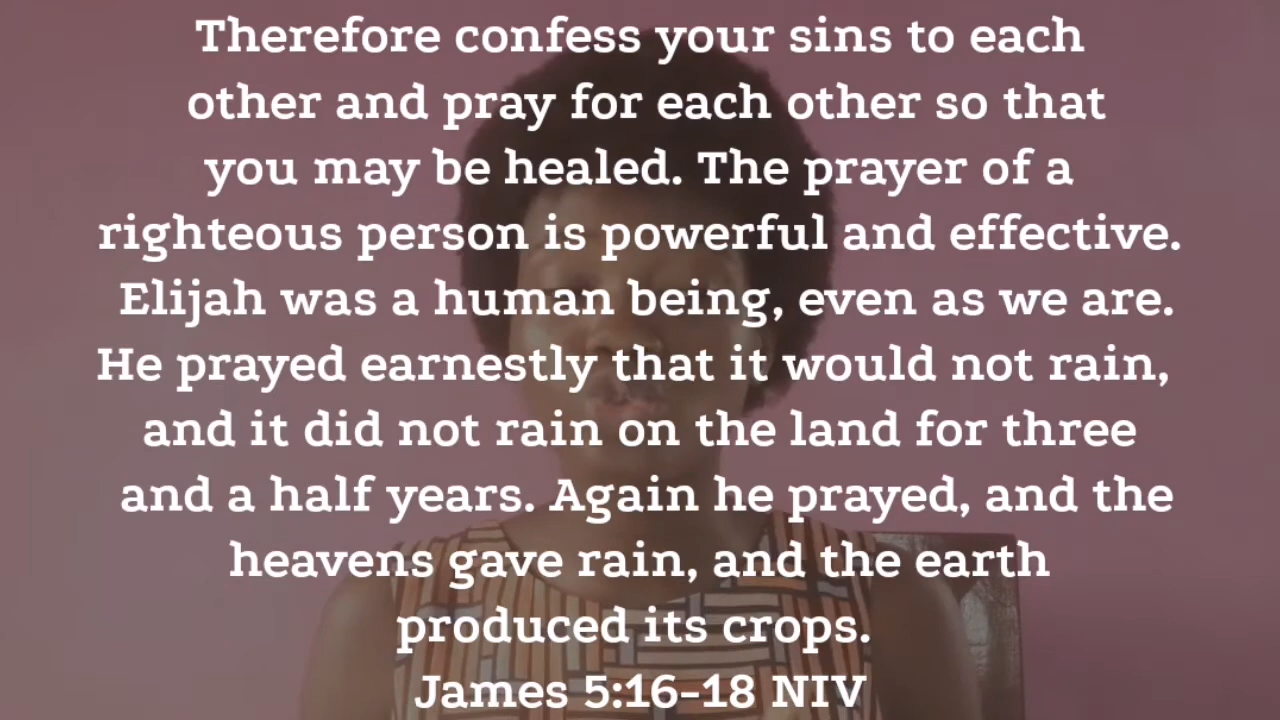 Therefore confess your sins to each
other and pray for each other so that
you may be healed. The prayer of a
righteous person is powerful and effective.
Elijah was a human being, even as we are.
He prayed earnestly that it would not rain,
and it did not rain on the land for three
and a half years. Again he prayed, and the
heavens gave rain, and the earth
produced its crops.
James 5:16-18 NIV